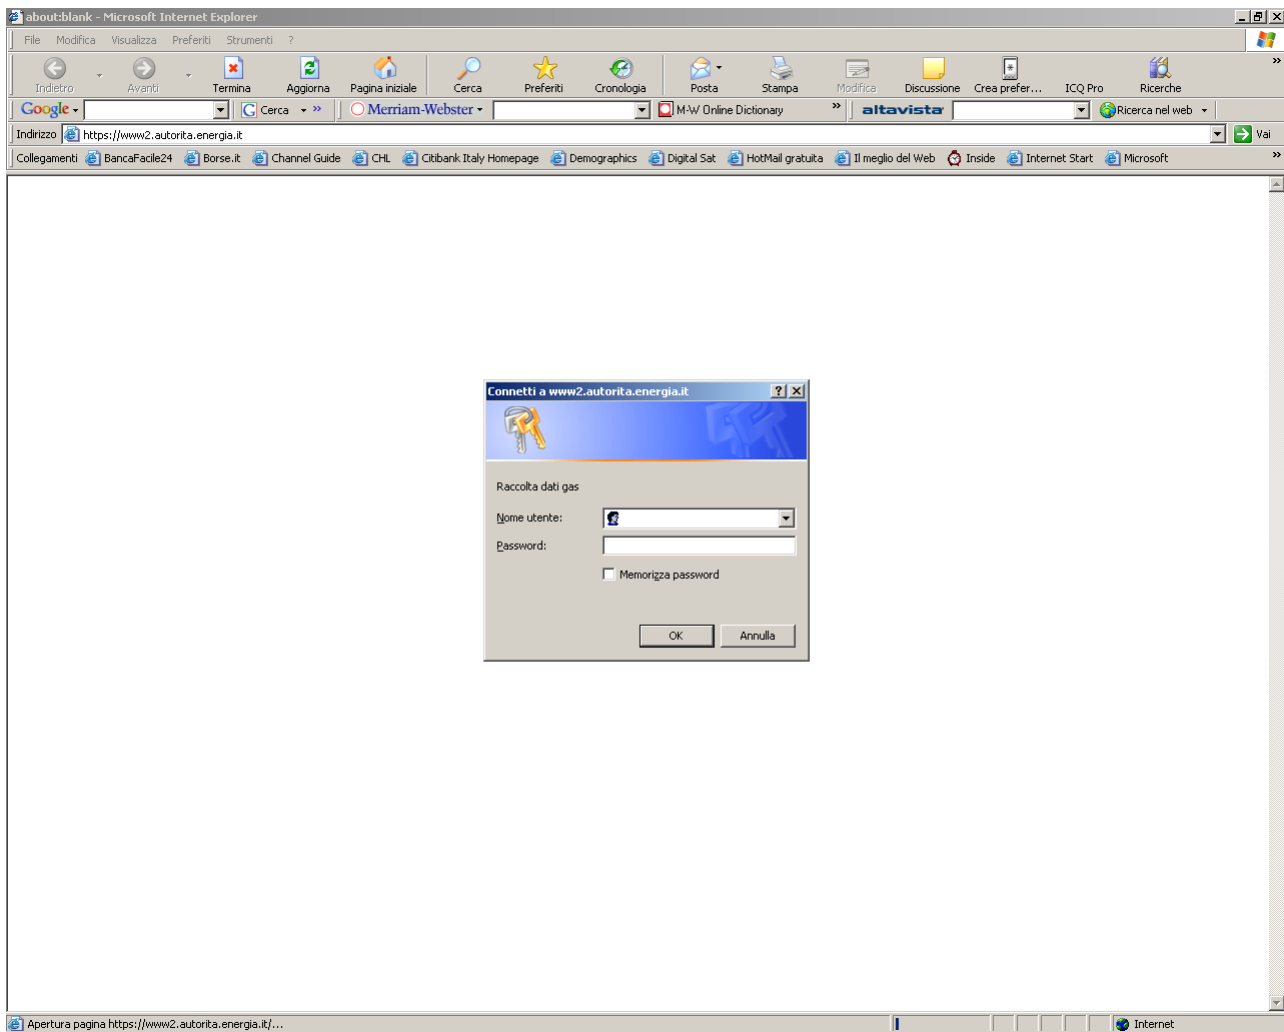 about:blank - Microsoft Internet Explorer
File Modifica Visualizza Preferiti Strumenti ?
Indietro Avanti Termina Aggiorna Pagina iniziale Cerca Preferiti Cronologia Posta Stampa Modifica Discussione Crea prefer... ICQ Pro Ricerche »
Google Cerca » Merriam-Webster M-W Online Dictionary » altavista Ricerca nel web
Indirizzo https://www2.autorita.energia.it Vai
Collegamenti BancaFacile24 Borse.it Channel Guide CHL Citibank Italy Homepage Demographics Digital Sat HotMail gratuita Il meglio del Web Inside Internet Start Microsoft »
Connetti a www2.autorita.energia.it
Raccolta dati gas
Nome utente:
Password:
Memorizza password
OK Annulla
Apertura pagina https://www2.autorita.energia.it/... Internet